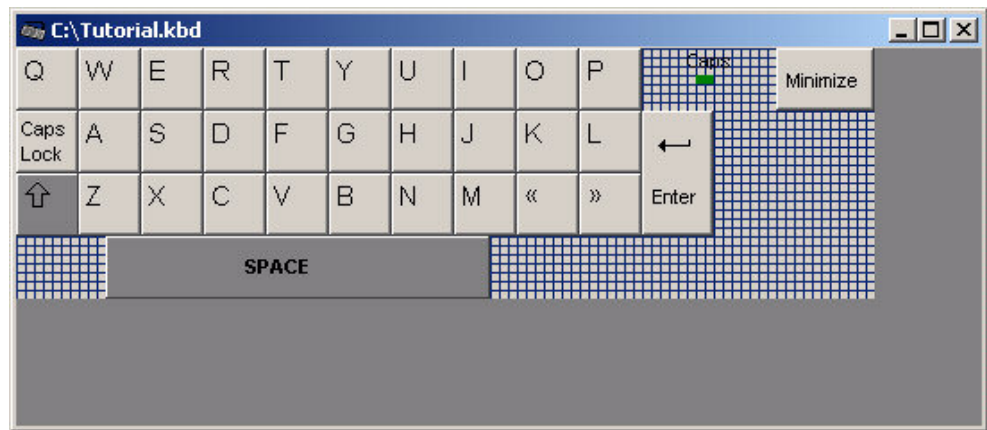 C:\Tutorial.kbd
Q W E R T Y U I O P Caps Minimize
Caps Lock A S D F G H J K L
⇧ Z X C V B N M « » ← Enter
SPACE